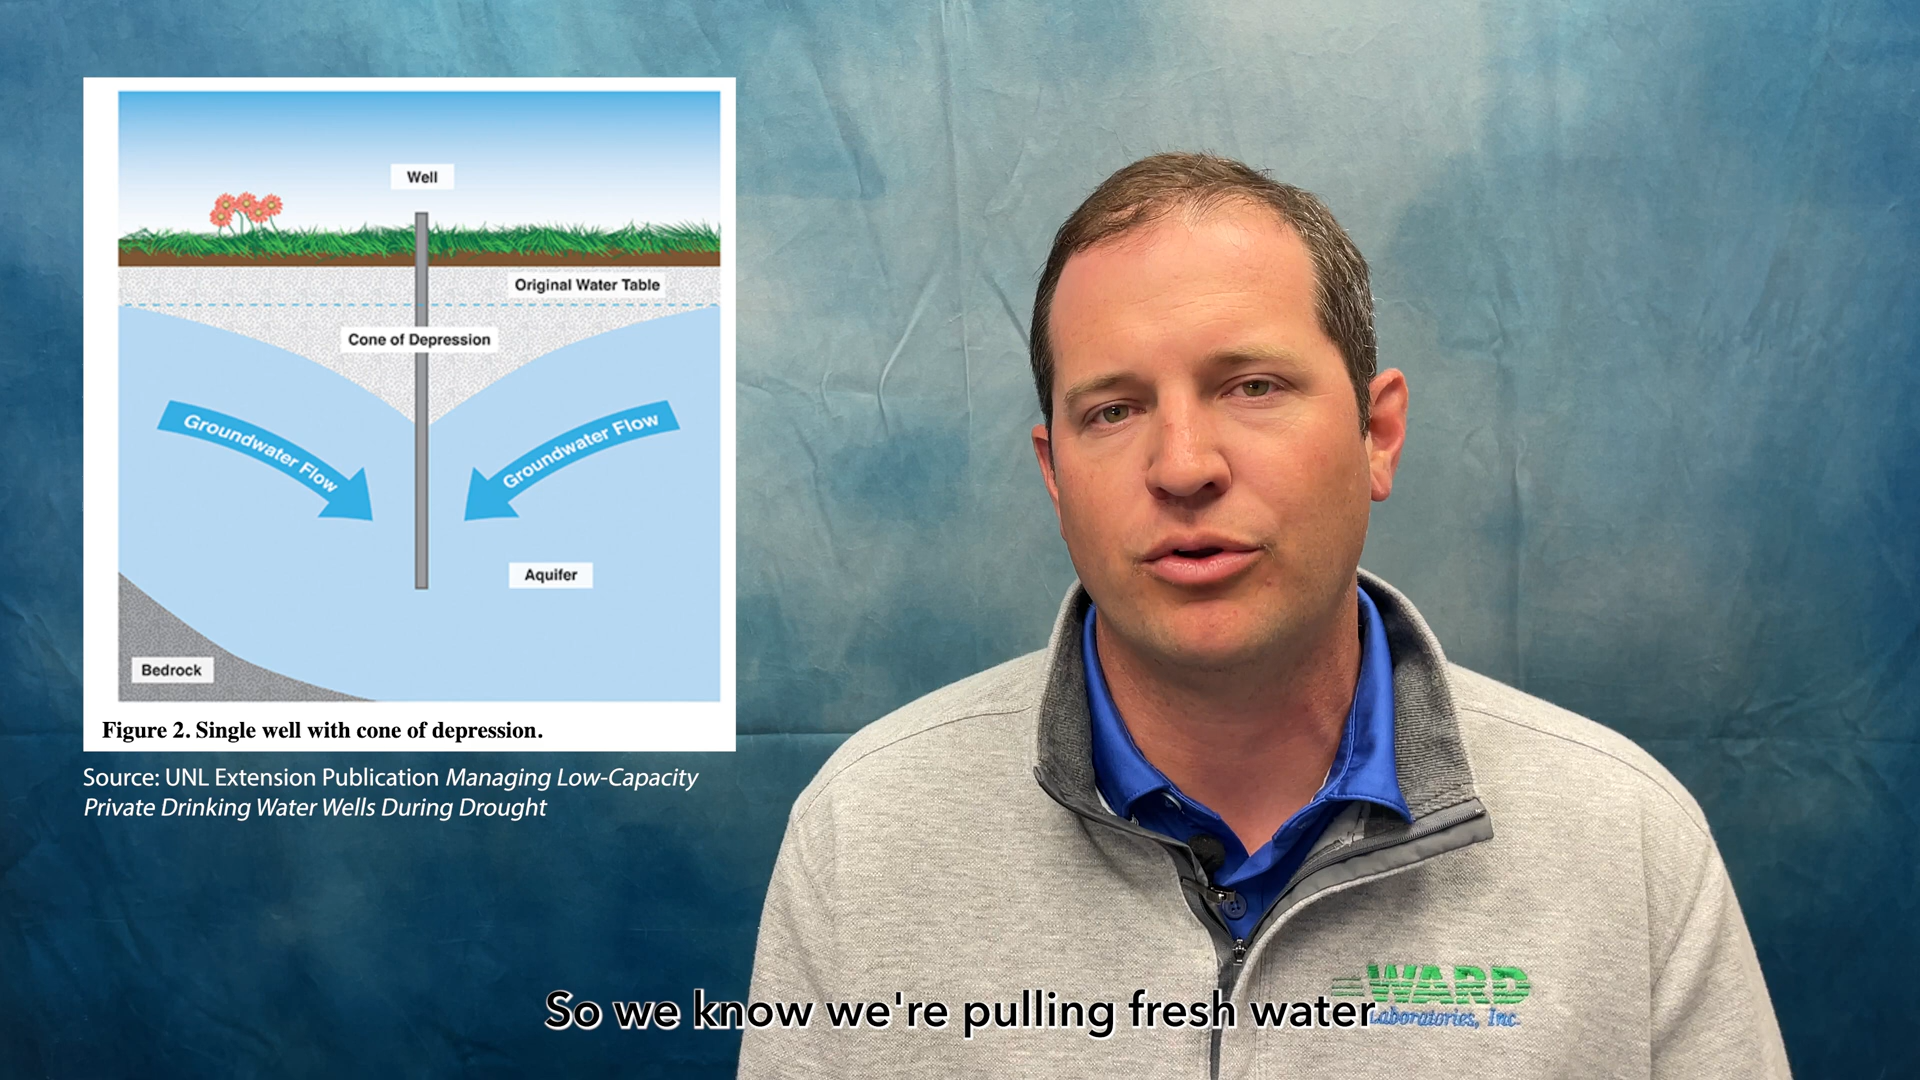 Well
Original Water Table
Cone of Depression
Groundwater Flow
Groundwater Flow
Aquifer
Bedrock
Figure 2. Single well with cone of depression.
Source: UNL Extension Publication Managing Low-Capacity
Private Drinking Water Wells During Drought
WARD
Laboratories, Inc.
So we know we're pulling fresh water